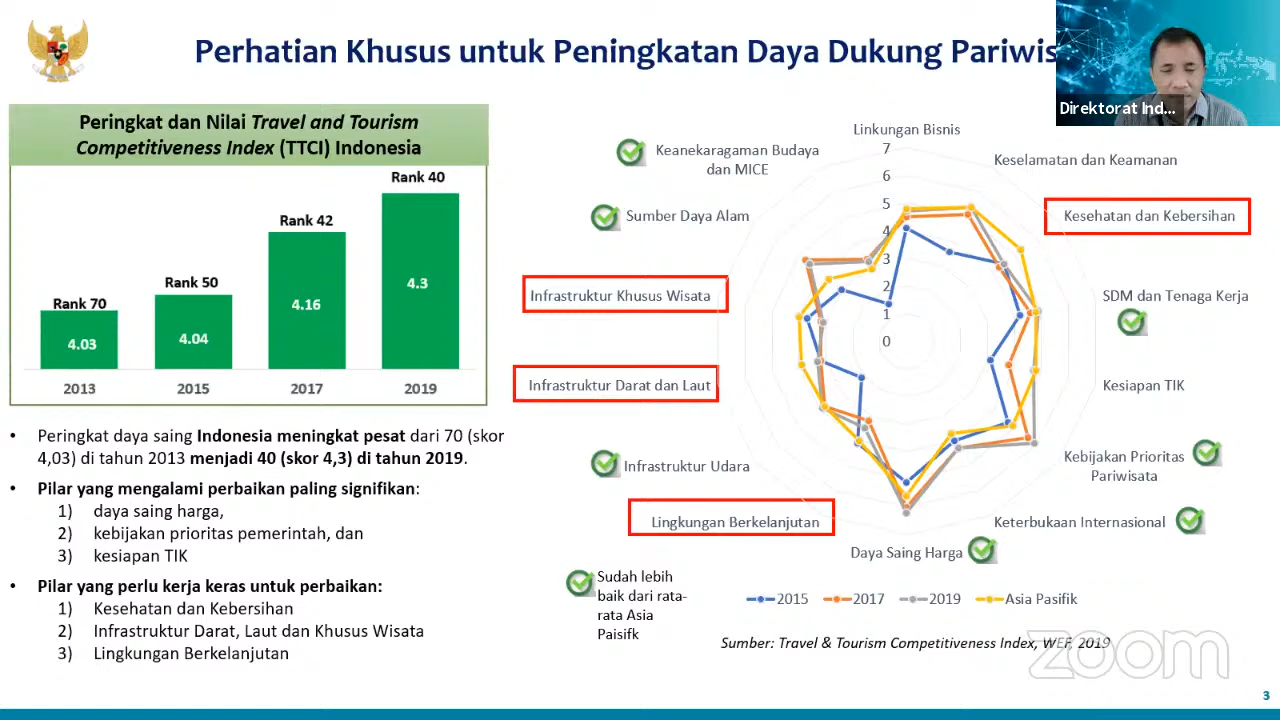 Perhatian Khusus untuk Peningkatan Daya Dukung Pariwis
Direktorat Ind...
Peringkat dan Nilai Travel and Tourism
Competitiveness Index (TTCI) Indonesia
Rank 70
Rank 50
Rank 42
Rank 40
4.03
4.04
4.16
4.3
2013
2015
2017
2019
• Peringkat daya saing Indonesia meningkat pesat dari 70 (skor
4,03) di tahun 2013 menjadi 40 (skor 4,3) di tahun 2019.
• Pilar yang mengalami perbaikan paling signifikan:
1) daya saing harga,
2) kebijakan prioritas pemerintah, dan
3) kesiapan TIK
• Pilar yang perlu kerja keras untuk perbaikan:
1) Kesehatan dan Kebersihan
2) Infrastruktur Darat, Laut dan Khusus Wisata
3) Lingkungan Berkelanjutan
Linkungan Bisnis
Keselamatan dan Keamanan
Kesehatan dan Kebersihan
SDM dan Tenaga Kerja
Kesiapan TIK
Kebijakan Prioritas
Pariwisata
Keterbukaan Internasional
Daya Saing Harga
Lingkungan Berkelanjutan
Infrastruktur Udara
Infrastruktur Darat dan Laut
Infrastruktur Khusus Wisata
Sumber Daya Alam
Keanekaragaman Budaya
dan MICE
7
6
5
4
3
2
1
0
Sudah lebih
baik dari rata-
rata Asia
Paisifk
2015
2017
2019
Asia Pasifik
Sumber: Travel & Tourism Competitiveness Index, WEF, 2019
zoom
3